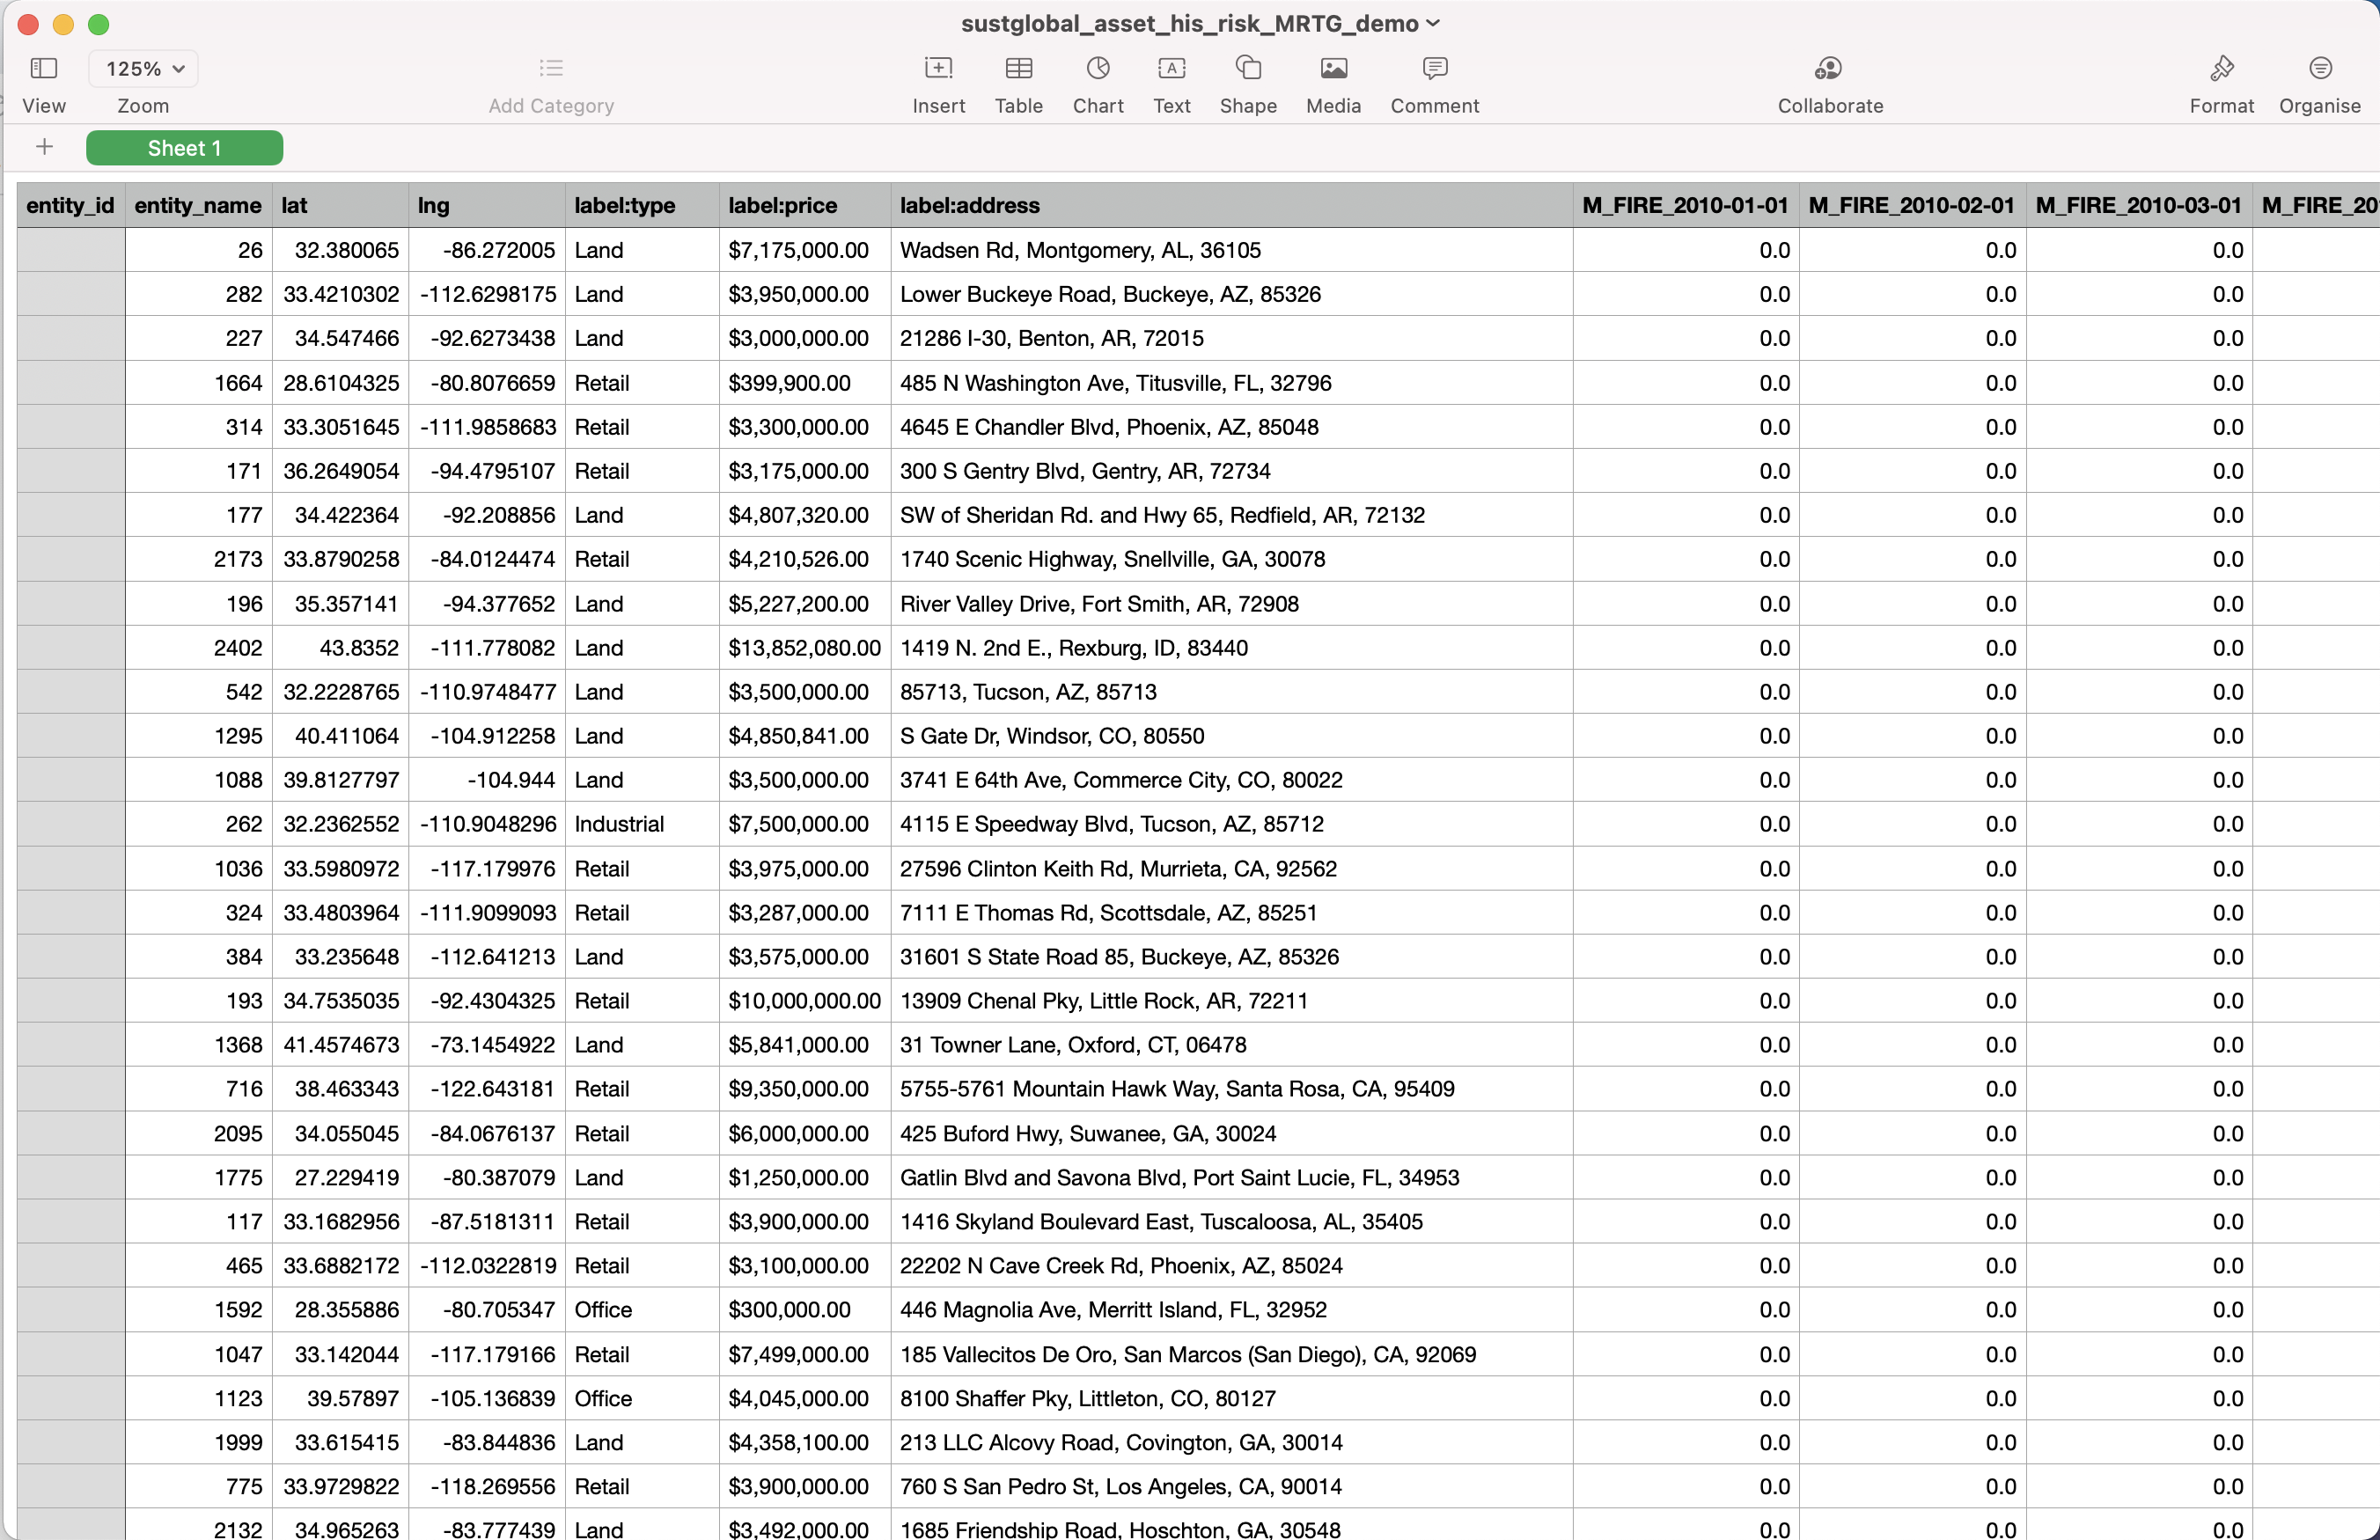 sustglobal_asset_his_risk_MRTG_demo
125%
View Zoom Add Category Insert Table Chart Text Shape Media Comment Collaborate Format Organise
Sheet 1
entity_id entity_name lat lng label:type label:price label:address M_FIRE_2010-01-01 M_FIRE_2010-02-01 M_FIRE_2010-03-01 M_FIRE_20
26 32.380065 -86.272005 Land $7,175,000.00 Wadsen Rd, Montgomery, AL, 36105 0.0 0.0 0.0
282 33.4210302 -112.6298175 Land $3,950,000.00 Lower Buckeye Road, Buckeye, AZ, 85326 0.0 0.0 0.0
227 34.547466 -92.6273438 Land $3,000,000.00 21286 I-30, Benton, AR, 72015 0.0 0.0 0.0
1664 28.6104325 -80.8076659 Retail $399,900.00 485 N Washington Ave, Titusville, FL, 32796 0.0 0.0 0.0
314 33.3051645 -111.9858683 Retail $3,300,000.00 4645 E Chandler Blvd, Phoenix, AZ, 85048 0.0 0.0 0.0
171 36.2649054 -94.4795107 Retail $3,175,000.00 300 S Gentry Blvd, Gentry, AR, 72734 0.0 0.0 0.0
177 34.422364 -92.208856 Land $4,807,320.00 SW of Sheridan Rd. and Hwy 65, Redfield, AR, 72132 0.0 0.0 0.0
2173 33.8790258 -84.0124474 Retail $4,210,526.00 1740 Scenic Highway, Snellville, GA, 30078 0.0 0.0 0.0
196 35.357141 -94.377652 Land $5,227,200.00 River Valley Drive, Fort Smith, AR, 72908 0.0 0.0 0.0
2402 43.8352 -111.778082 Land $13,852,080.00 1419 N. 2nd E., Rexburg, ID, 83440 0.0 0.0 0.0
542 32.2228765 -110.9748477 Land $3,500,000.00 85713, Tucson, AZ, 85713 0.0 0.0 0.0
1295 40.411064 -104.912258 Land $4,850,841.00 S Gate Dr, Windsor, CO, 80550 0.0 0.0 0.0
1088 39.8127797 -104.944 Land $3,500,000.00 3741 E 64th Ave, Commerce City, CO, 80022 0.0 0.0 0.0
262 32.2362552 -110.9048296 Industrial $7,500,000.00 4115 E Speedway Blvd, Tucson, AZ, 85712 0.0 0.0 0.0
1036 33.5980972 -117.179976 Retail $3,975,000.00 27596 Clinton Keith Rd, Murrieta, CA, 92562 0.0 0.0 0.0
324 33.4803964 -111.9099093 Retail $3,287,000.00 7111 E Thomas Rd, Scottsdale, AZ, 85251 0.0 0.0 0.0
384 33.235648 -112.641213 Land $3,575,000.00 31601 S State Road 85, Buckeye, AZ, 85326 0.0 0.0 0.0
193 34.7535035 -92.4304325 Retail $10,000,000.00 13909 Chenal Pky, Little Rock, AR, 72211 0.0 0.0 0.0
1368 41.4574673 -73.1454922 Land $5,841,000.00 31 Towner Lane, Oxford, CT, 06478 0.0 0.0 0.0
716 38.463343 -122.643181 Retail $9,350,000.00 5755-5761 Mountain Hawk Way, Santa Rosa, CA, 95409 0.0 0.0 0.0
2095 34.055045 -84.0676137 Retail $6,000,000.00 425 Buford Hwy, Suwanee, GA, 30024 0.0 0.0 0.0
1775 27.229419 -80.387079 Land $1,250,000.00 Gatlin Blvd and Savona Blvd, Port Saint Lucie, FL, 34953 0.0 0.0 0.0
117 33.1682956 -87.5181311 Retail $3,900,000.00 1416 Skyland Boulevard East, Tuscaloosa, AL, 35405 0.0 0.0 0.0
465 33.6882172 -112.0322819 Retail $3,100,000.00 22202 N Cave Creek Rd, Phoenix, AZ, 85024 0.0 0.0 0.0
1592 28.355886 -80.705347 Office $300,000.00 446 Magnolia Ave, Merritt Island, FL, 32952 0.0 0.0 0.0
1047 33.142044 -117.179166 Retail $7,499,000.00 185 Vallecitos De Oro, San Marcos (San Diego), CA, 92069 0.0 0.0 0.0
1123 39.57897 -105.136839 Office $4,045,000.00 8100 Shaffer Pky, Littleton, CO, 80127 0.0 0.0 0.0
1999 33.615415 -83.844836 Land $4,358,100.00 213 LLC Alcovy Road, Covington, GA, 30014 0.0 0.0 0.0
775 33.9729822 -118.269556 Retail $3,900,000.00 760 S San Pedro St, Los Angeles, CA, 90014 0.0 0.0 0.0
2132 34.965263 -83.777439 Land $3,492,000.00 1685 Friendship Road, Hoschton, GA, 30548 0.0 0.0 0.0